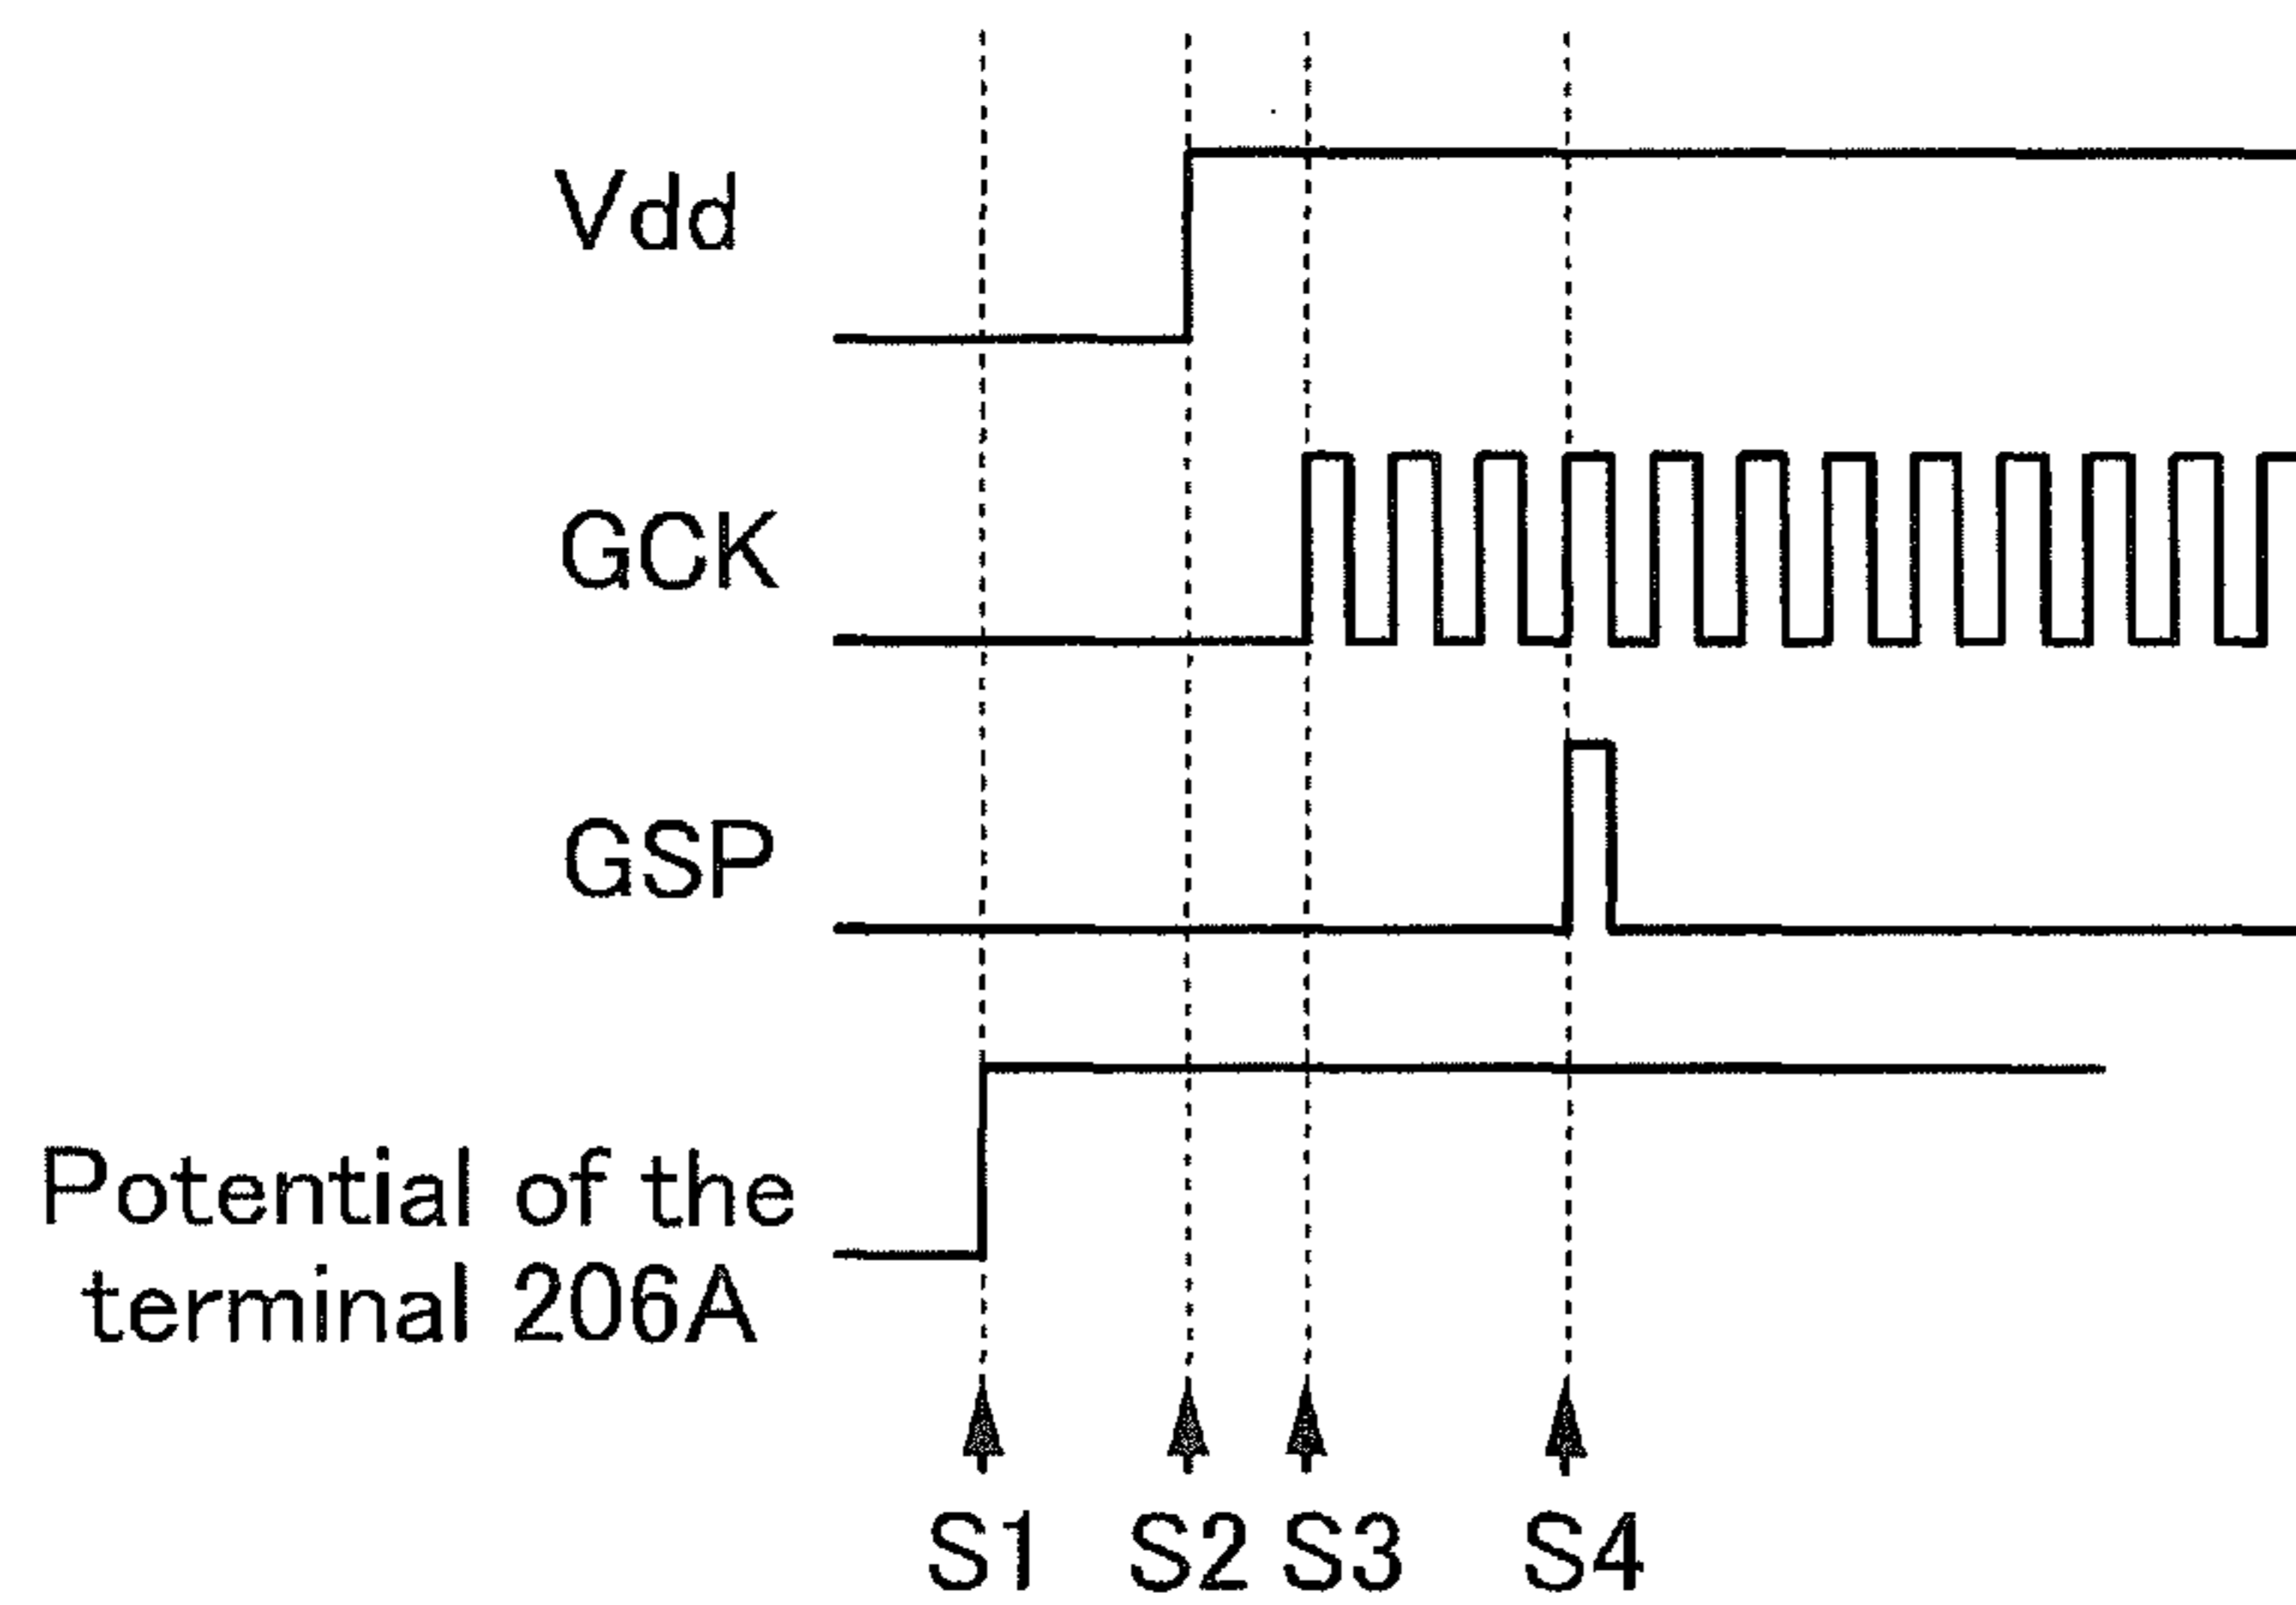 Vdd
GCK
GSP
Potential of the
terminal 206A
S1 S2 S3 S4